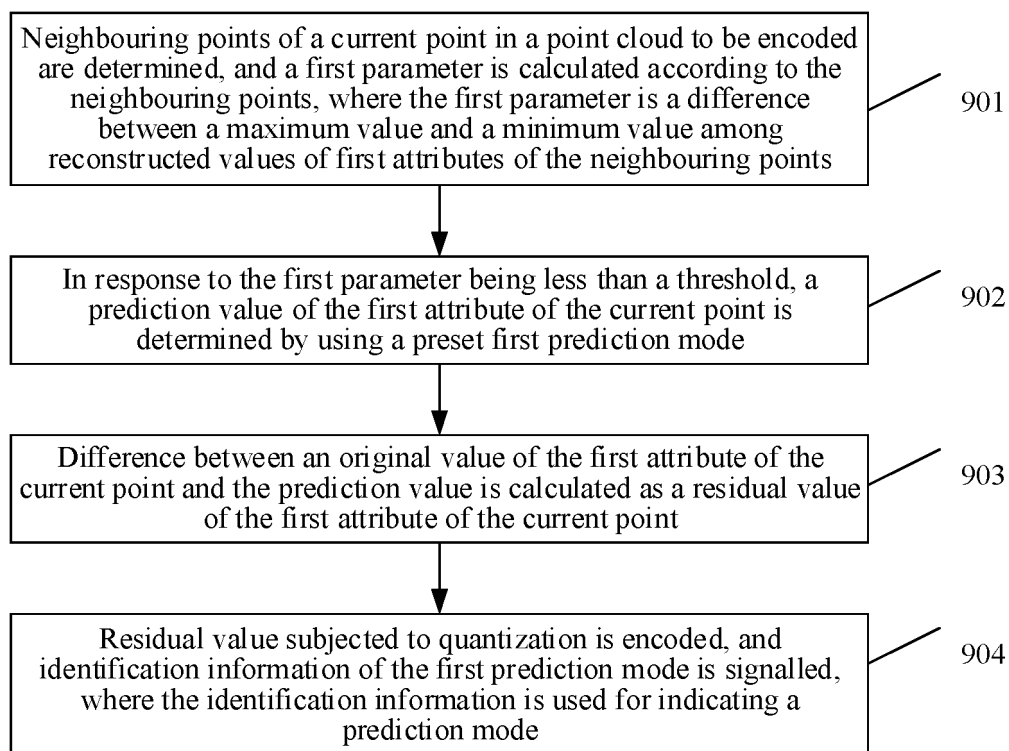 Neighbouring points of a current point in a point cloud to be encoded
are determined, and a first parameter is calculated according to the
neighbouring points, where the first parameter is a difference
between a maximum value and a minimum value among
reconstructed values of first attributes of the neighbouring points
901
In response to the first parameter being less than a threshold, a
prediction value of the first attribute of the current point is
determined by using a preset first prediction mode
902
Difference between an original value of the first attribute of the
current point and the prediction value is calculated as a residual value
of the first attribute of the current point
903
Residual value subjected to quantization is encoded, and
identification information of the first prediction mode is signalled,
where the identification information is used for indicating a
prediction mode
904